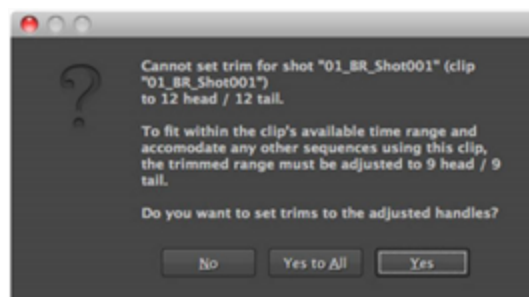 Cannot set trim for shot "01_BR_Shot001" (clip
"01_BR_Shot001")
to 12 head / 12 tail.
To fit within the clip's available time range and
accomodate any other sequences using this clip,
the trimmed range must be adjusted to 9 head / 9
tail.
Do you want to set trims to the adjusted handles?
No
Yes to All
Yes